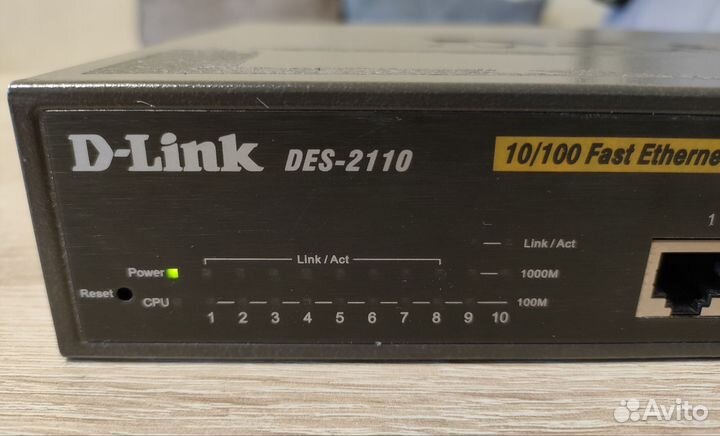 D-Link DES-2110
10/100 Fast Etherne
1
Link / Act
Link / Act
Power
1000M
Reset
CPU
100M
1 2 3 4 5 6 7 8 9 10
Avito